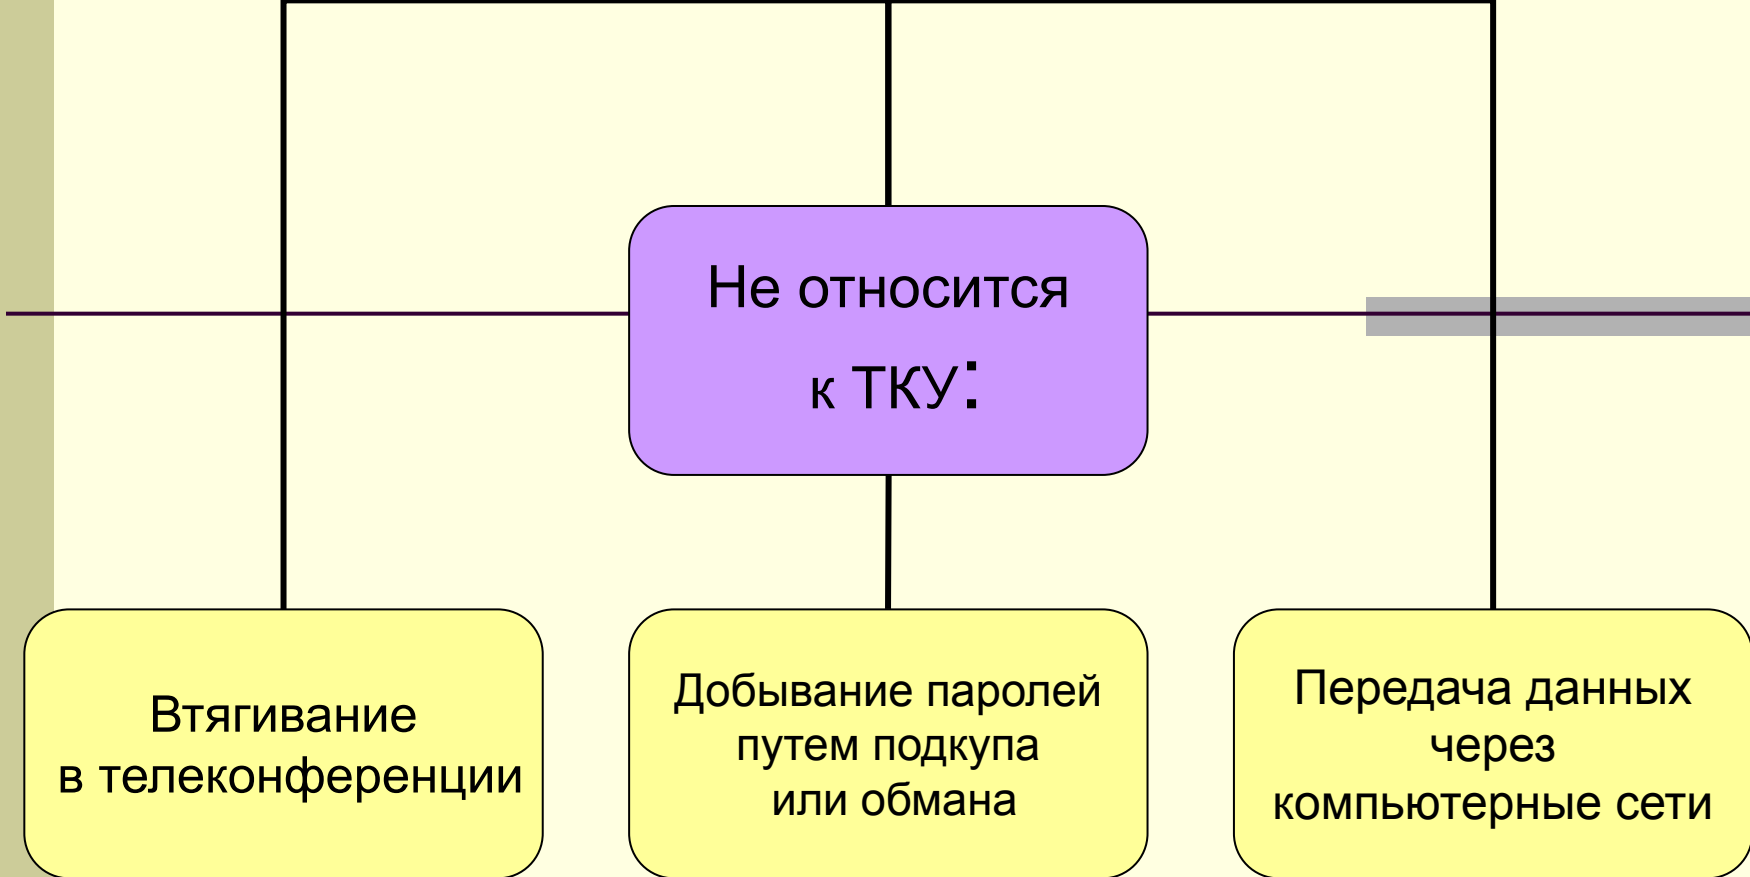 Не относится
к ТКУ:
Втягивание
в телеконференции
Добывание паролей
путем подкупа
или обмана
Передача данных
через
компьютерные сети